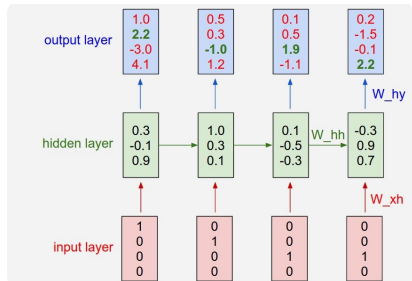 1.0 0.5 0.1 0.2
2.2 0.3 0.5 -1.5
output layer
-3.0 -1.0 1.9 -0.1
4.1 1.2 -1.1 2.2
W_hy
0.3 1.0 0.1 -0.3
W_hh
hidden layer -0.1 0.3 -0.5 0.9
0.9 0.1 -0.3 0.7
W_xh
1 0 0 0
0 1 0 0
input layer
0 0 1 1
0 0 0 0